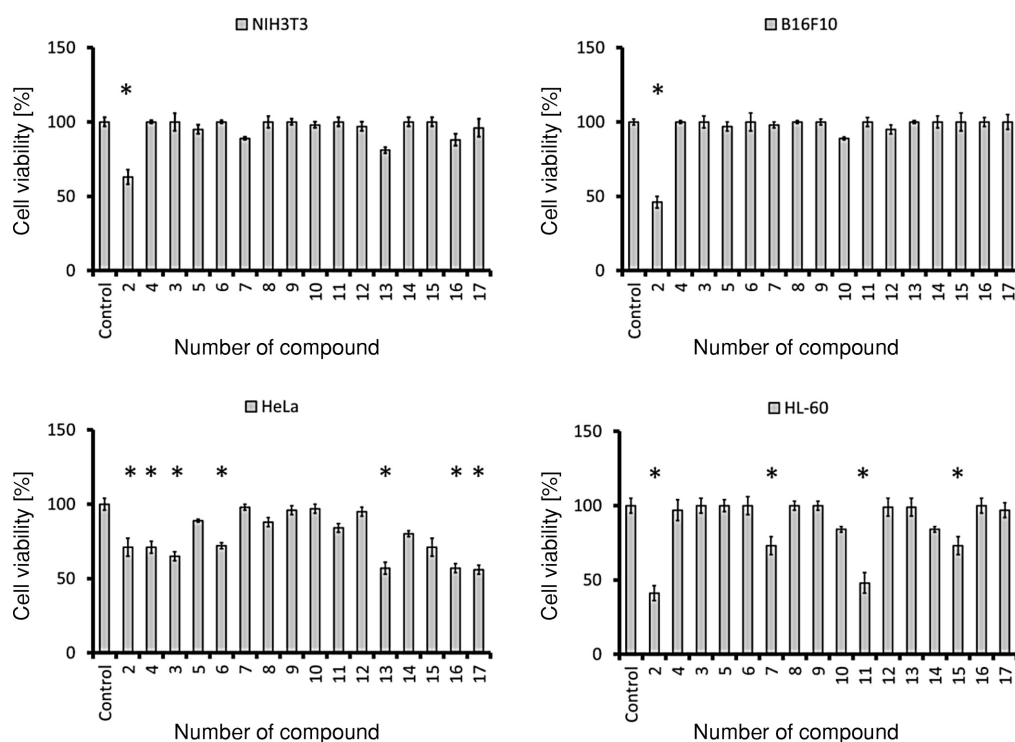 NIH3T3
150
100
50
0
Cell viability [%]
*
Control 2 4 3 5 6 7 8 9 10 11 12 13 14 15 16 17
Number of compound
B16F10
150
100
50
0
Cell viability [%]
*
Control 2 4 3 5 6 7 8 9 10 11 12 13 14 15 16 17
Number of compound
HeLa
150
100
50
0
Cell viability [%]
* * * * * * *
Control 2 4 3 5 6 7 8 9 10 11 12 13 14 15 16 17
Number of compound
HL-60
150
100
50
0
Cell viability [%]
* * * *
Control 2 4 3 5 6 7 8 9 10 11 12 13 14 15 16 17
Number of compound